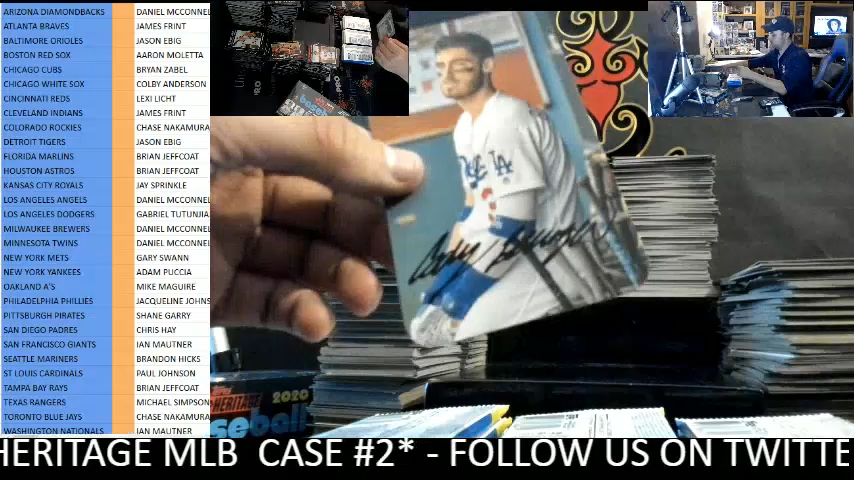 ARIZONA DIAMONDBACKS DANIEL MCCONNEL
ATLANTA BRAVES JAMES FRINT
BALTIMORE ORIOLES JASON EBIG
BOSTON RED SOX AARON MOLETTA
CHICAGO CUBS BRYAN ZABEL
CHICAGO WHITE SOX COLBY ANDERSON
CINCINNATI REDS LEXI LICHT
CLEVELAND INDIANS JAMES FRINT
COLORADO ROCKIES CHASE NAKAMURA
DETROIT TIGERS JASON EBIG
FLORIDA MARLINS BRIAN JEFFCOAT
HOUSTON ASTROS BRIAN JEFFCOAT
KANSAS CITY ROYALS JAY SPRINKLE
LOS ANGELES ANGELS DANIEL MCCONNEL
LOS ANGELES DODGERS GABRIEL TUTUNJIA
MILWAUKEE BREWERS DANIEL MCCONNEL
MINNESOTA TWINS DANIEL MCCONNEL
NEW YORK METS GARY SWANN
NEW YORK YANKEES ADAM PUCCIA
OAKLAND A'S MIKE MAGUIRE
PHILADELPHIA PHILLIES JACQUELINE JOHNS
PITTSBURGH PIRATES SHANE GARRY
SAN DIEGO PADRES CHRIS HAY
SAN FRANCISCO GIANTS IAN MAUTNER
SEATTLE MARINERS BRANDON HICKS
ST LOUIS CARDINALS PAUL JOHNSON
TAMPA BAY RAYS BRIAN JEFFCOAT
TEXAS RANGERS MICHAEL SIMPSON
TORONTO BLUE JAYS CHASE NAKAMURA
WASHINGTON NATIONALS IAN MAUTNER
LA
Cody
HERITAGE 2020
seball
HERITAGE MLB CASE #2* - FOLLOW US ON TWITTE